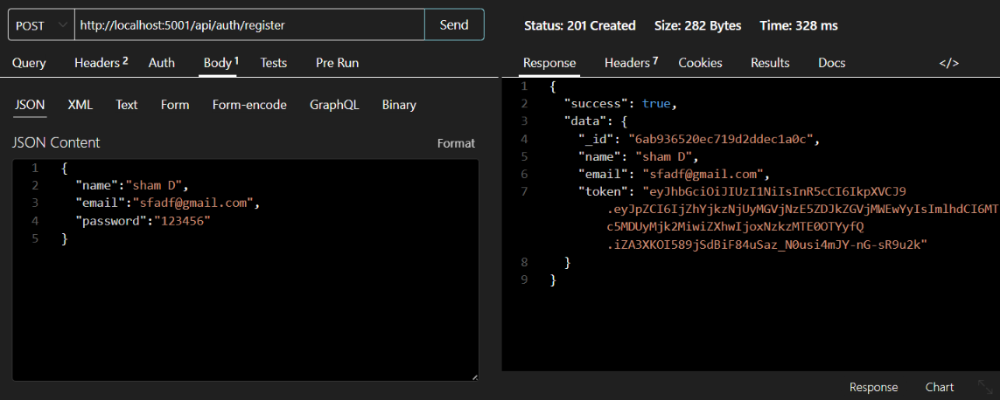 POST http://localhost:5001/api/auth/register Send
Status: 201 Created Size: 282 Bytes Time: 328 ms
Query Headers 2 Auth Body 1 Tests Pre Run
Response Headers 7 Cookies Results Docs </>
JSON XML Text Form Form-encode GraphQL Binary
JSON Content Format
1 {
2 "name":"sham D",
3 "email":"sfadf@gmail.com",
4 "password":"123456"
5 }
1 {
2 "success": true,
3 "data": {
4 "_id": "6ab936520ec719d2ddec1a0c",
5 "name": "sham D",
6 "email": "sfadf@gmail.com",
7 "token": "eyJhbGciOiJIUzI1NiIsInR5cCI6IkpXVCJ9
.eyJpZCI6IjZhYjkzNjUyMGVjNzE5ZDJkZGVjMWEwYyIsImlhdCI6MT
c5MDUyMjk2MiwiZXhwIjoxNzkzMTE0OTYyfQ
.iZA3XKOI589jSdBiF84uSaz_N0usi4mJY-nG-sR9u2k"
8 }
9 }
Response Chart